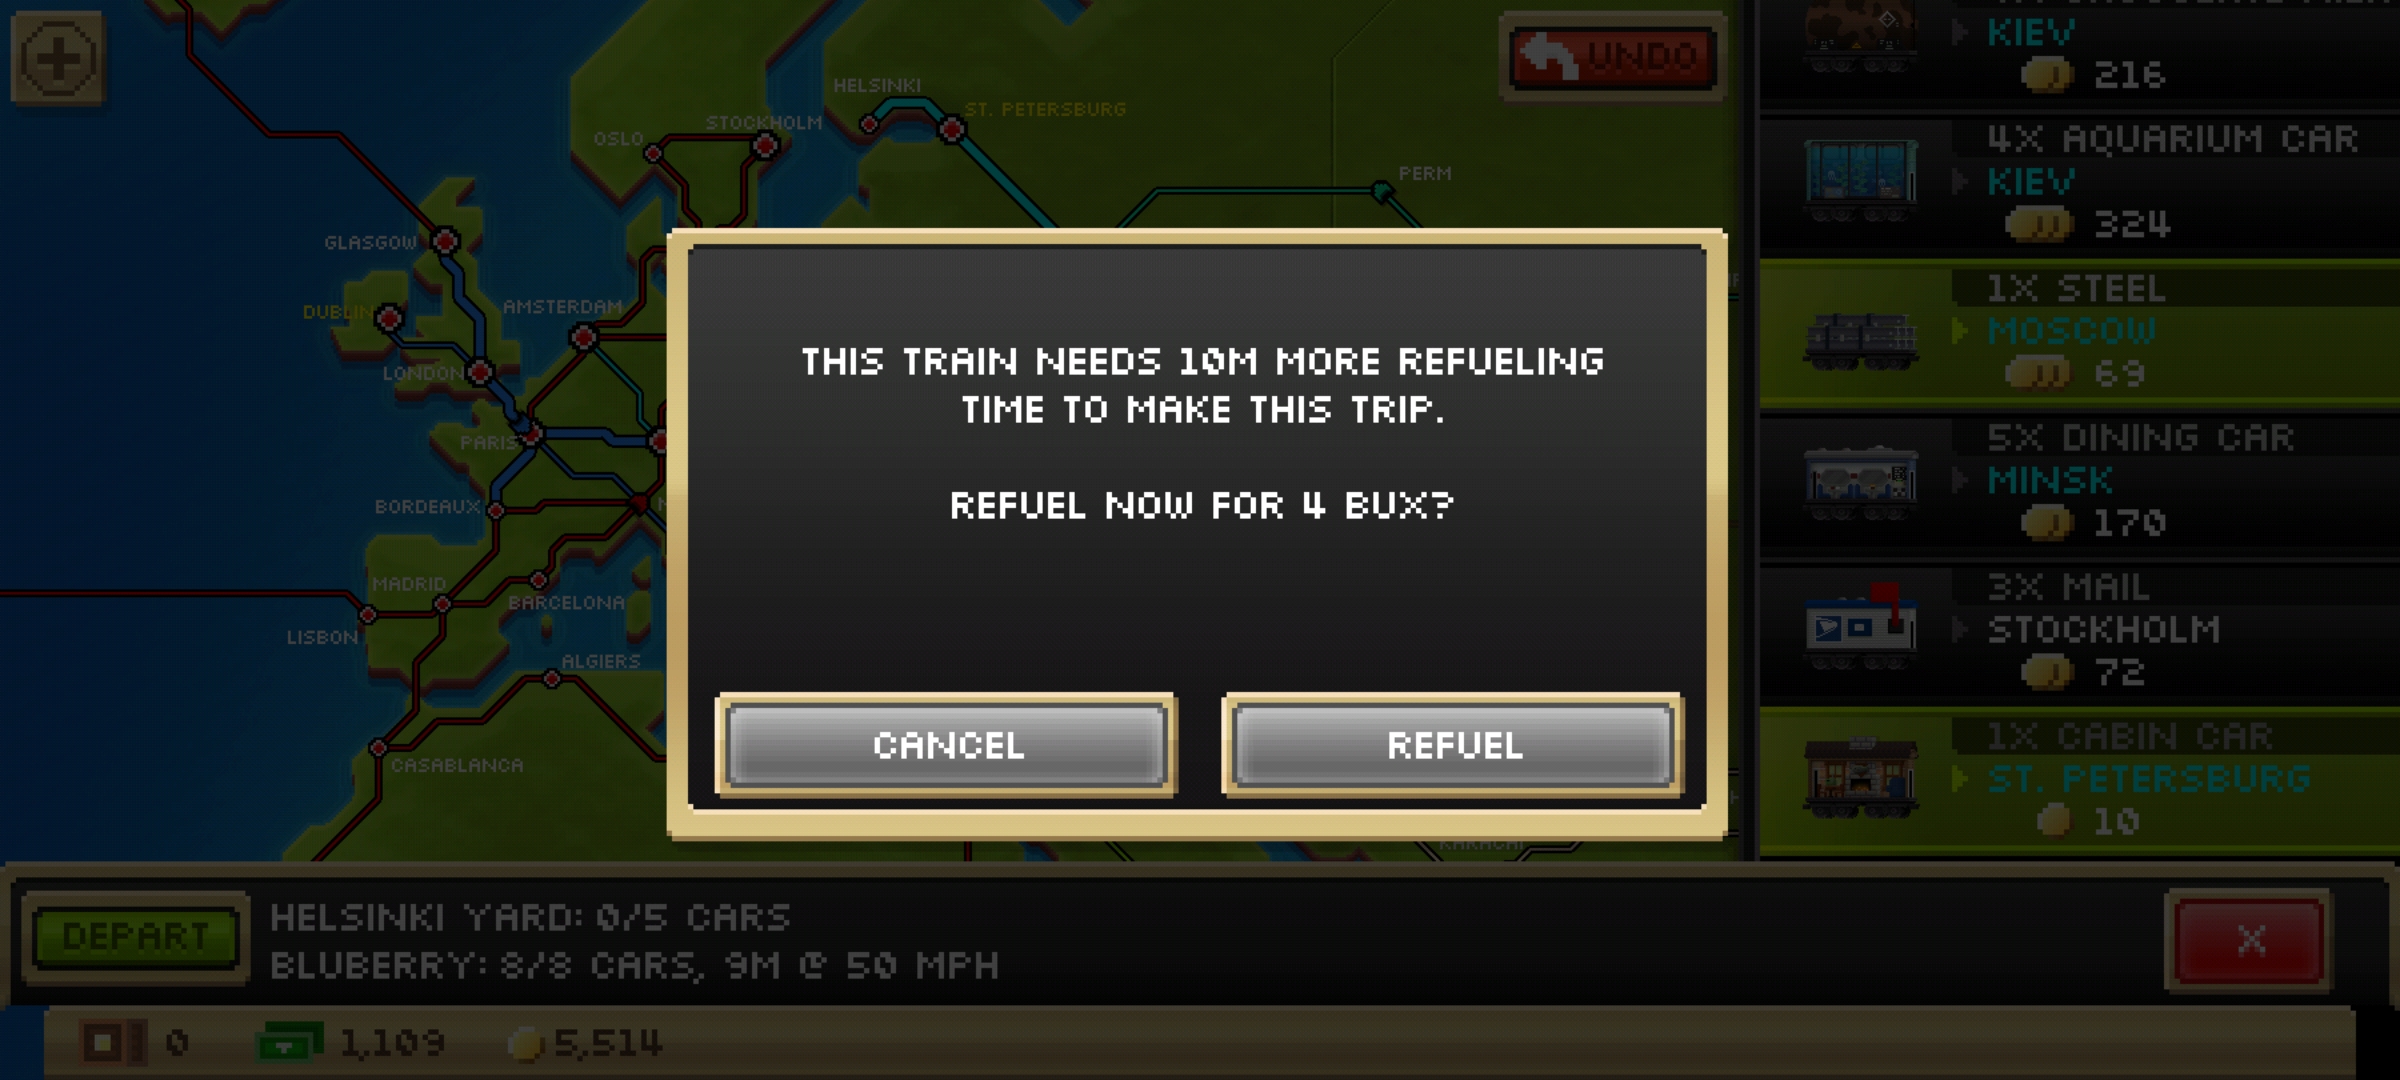 UNDO
HELSINKI
ST. PETERSBURG
STOCKHOLM
OSLO
PERM
GLASGOW
DUBLIN
AMSTERDAM
LONDON
PARIS
BORDEAUX
MADRID
BARCELONA
LISBON
ALGIERS
CASABLANCA
KARACHI
THIS TRAIN NEEDS 10M MORE REFUELING
TIME TO MAKE THIS TRIP.
REFUEL NOW FOR 4 BUX?
CANCEL
REFUEL
KIEV
216
4X AQUARIUM CAR
KIEV
324
1X STEEL
MOSCOW
69
5X DINING CAR
MINSK
170
3X MAIL
STOCKHOLM
72
1X CABIN CAR
ST. PETERSBURG
10
DEPART
HELSINKI YARD: 0/5 CARS
BLUBERRY: 8/8 CARS, 9M @ 50 MPH
X
0
1,109
5,514